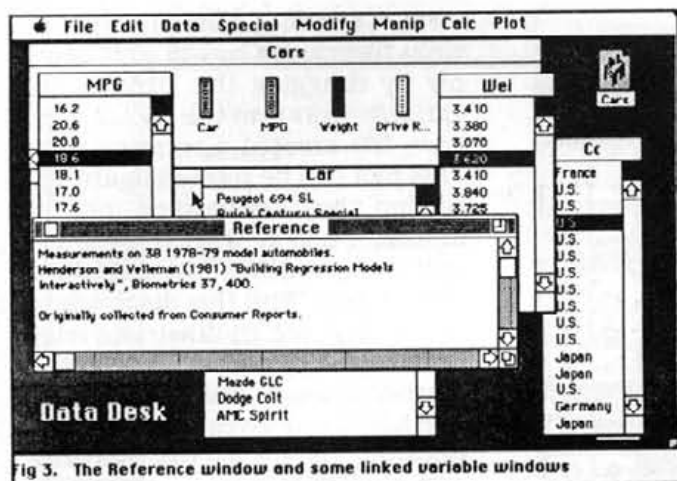 File Edit Data Special Modify Manip Calc Plot
Cars
MPG
16.2
20.6
20.8
18.6
18.1
17.0
17.6
Car MPG Weight Drive R...
Wei
3.410
3.380
3.070
3.620
3.410
3.840
3.725
Cars
Cc
France
U.S.
U.S.
U.S.
U.S.
U.S.
U.S.
U.S.
U.S.
U.S.
U.S.
Japan
Japan
U.S.
Germany
Japan
Car
Peugeot 694 SL
Buick Century Special
Reference
Measurements on 38 1978-79 model automobiles.
Henderson and Velleman (1981) "Building Regression Models
Interactively", Biometrics 37, 400.
Originally collected from Consumer Reports.
Mazda GLC
Dodge Colt
AMC Spirit
Data Desk
Fig 3. The Reference window and some linked variable windows